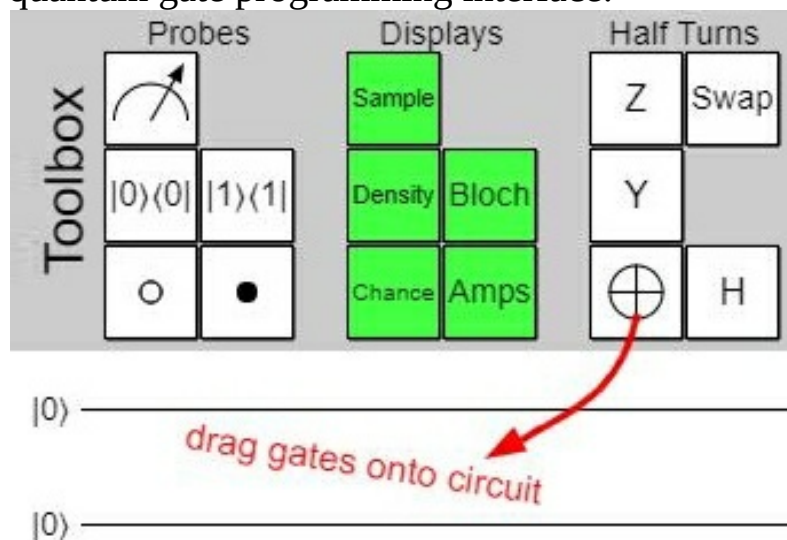 quantum gate programming interface.
Probes Displays Half Turns
Toolbox
Sample Z Swap
|0⟩⟨0| |1⟩⟨1| Density Bloch Y
Chance Amps H
|0⟩
drag gates onto circuit
|0⟩